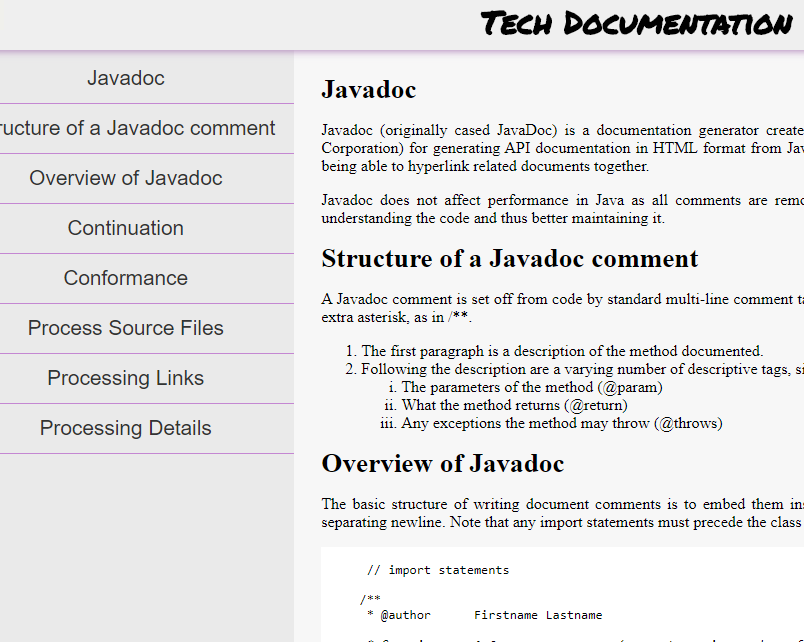 Tech Documentation
Javadoc
ructure of a Javadoc comment
Overview of Javadoc
Continuation
Conformance
Process Source Files
Processing Links
Processing Details
Javadoc
Javadoc (originally cased JavaDoc) is a documentation generator create
Corporation) for generating API documentation in HTML format from Jav
being able to hyperlink related documents together.
Javadoc does not affect performance in Java as all comments are remo
understanding the code and thus better maintaining it.
Structure of a Javadoc comment
A Javadoc comment is set off from code by standard multi-line comment ta
extra asterisk, as in /**.
1. The first paragraph is a description of the method documented.
2. Following the description are a varying number of descriptive tags, si
i. The parameters of the method (@param)
ii. What the method returns (@return)
iii. Any exceptions the method may throw (@throws)
Overview of Javadoc
The basic structure of writing document comments is to embed them ins
separating newline. Note that any import statements must precede the class
// import statements
/**
* @author Firstname Lastname